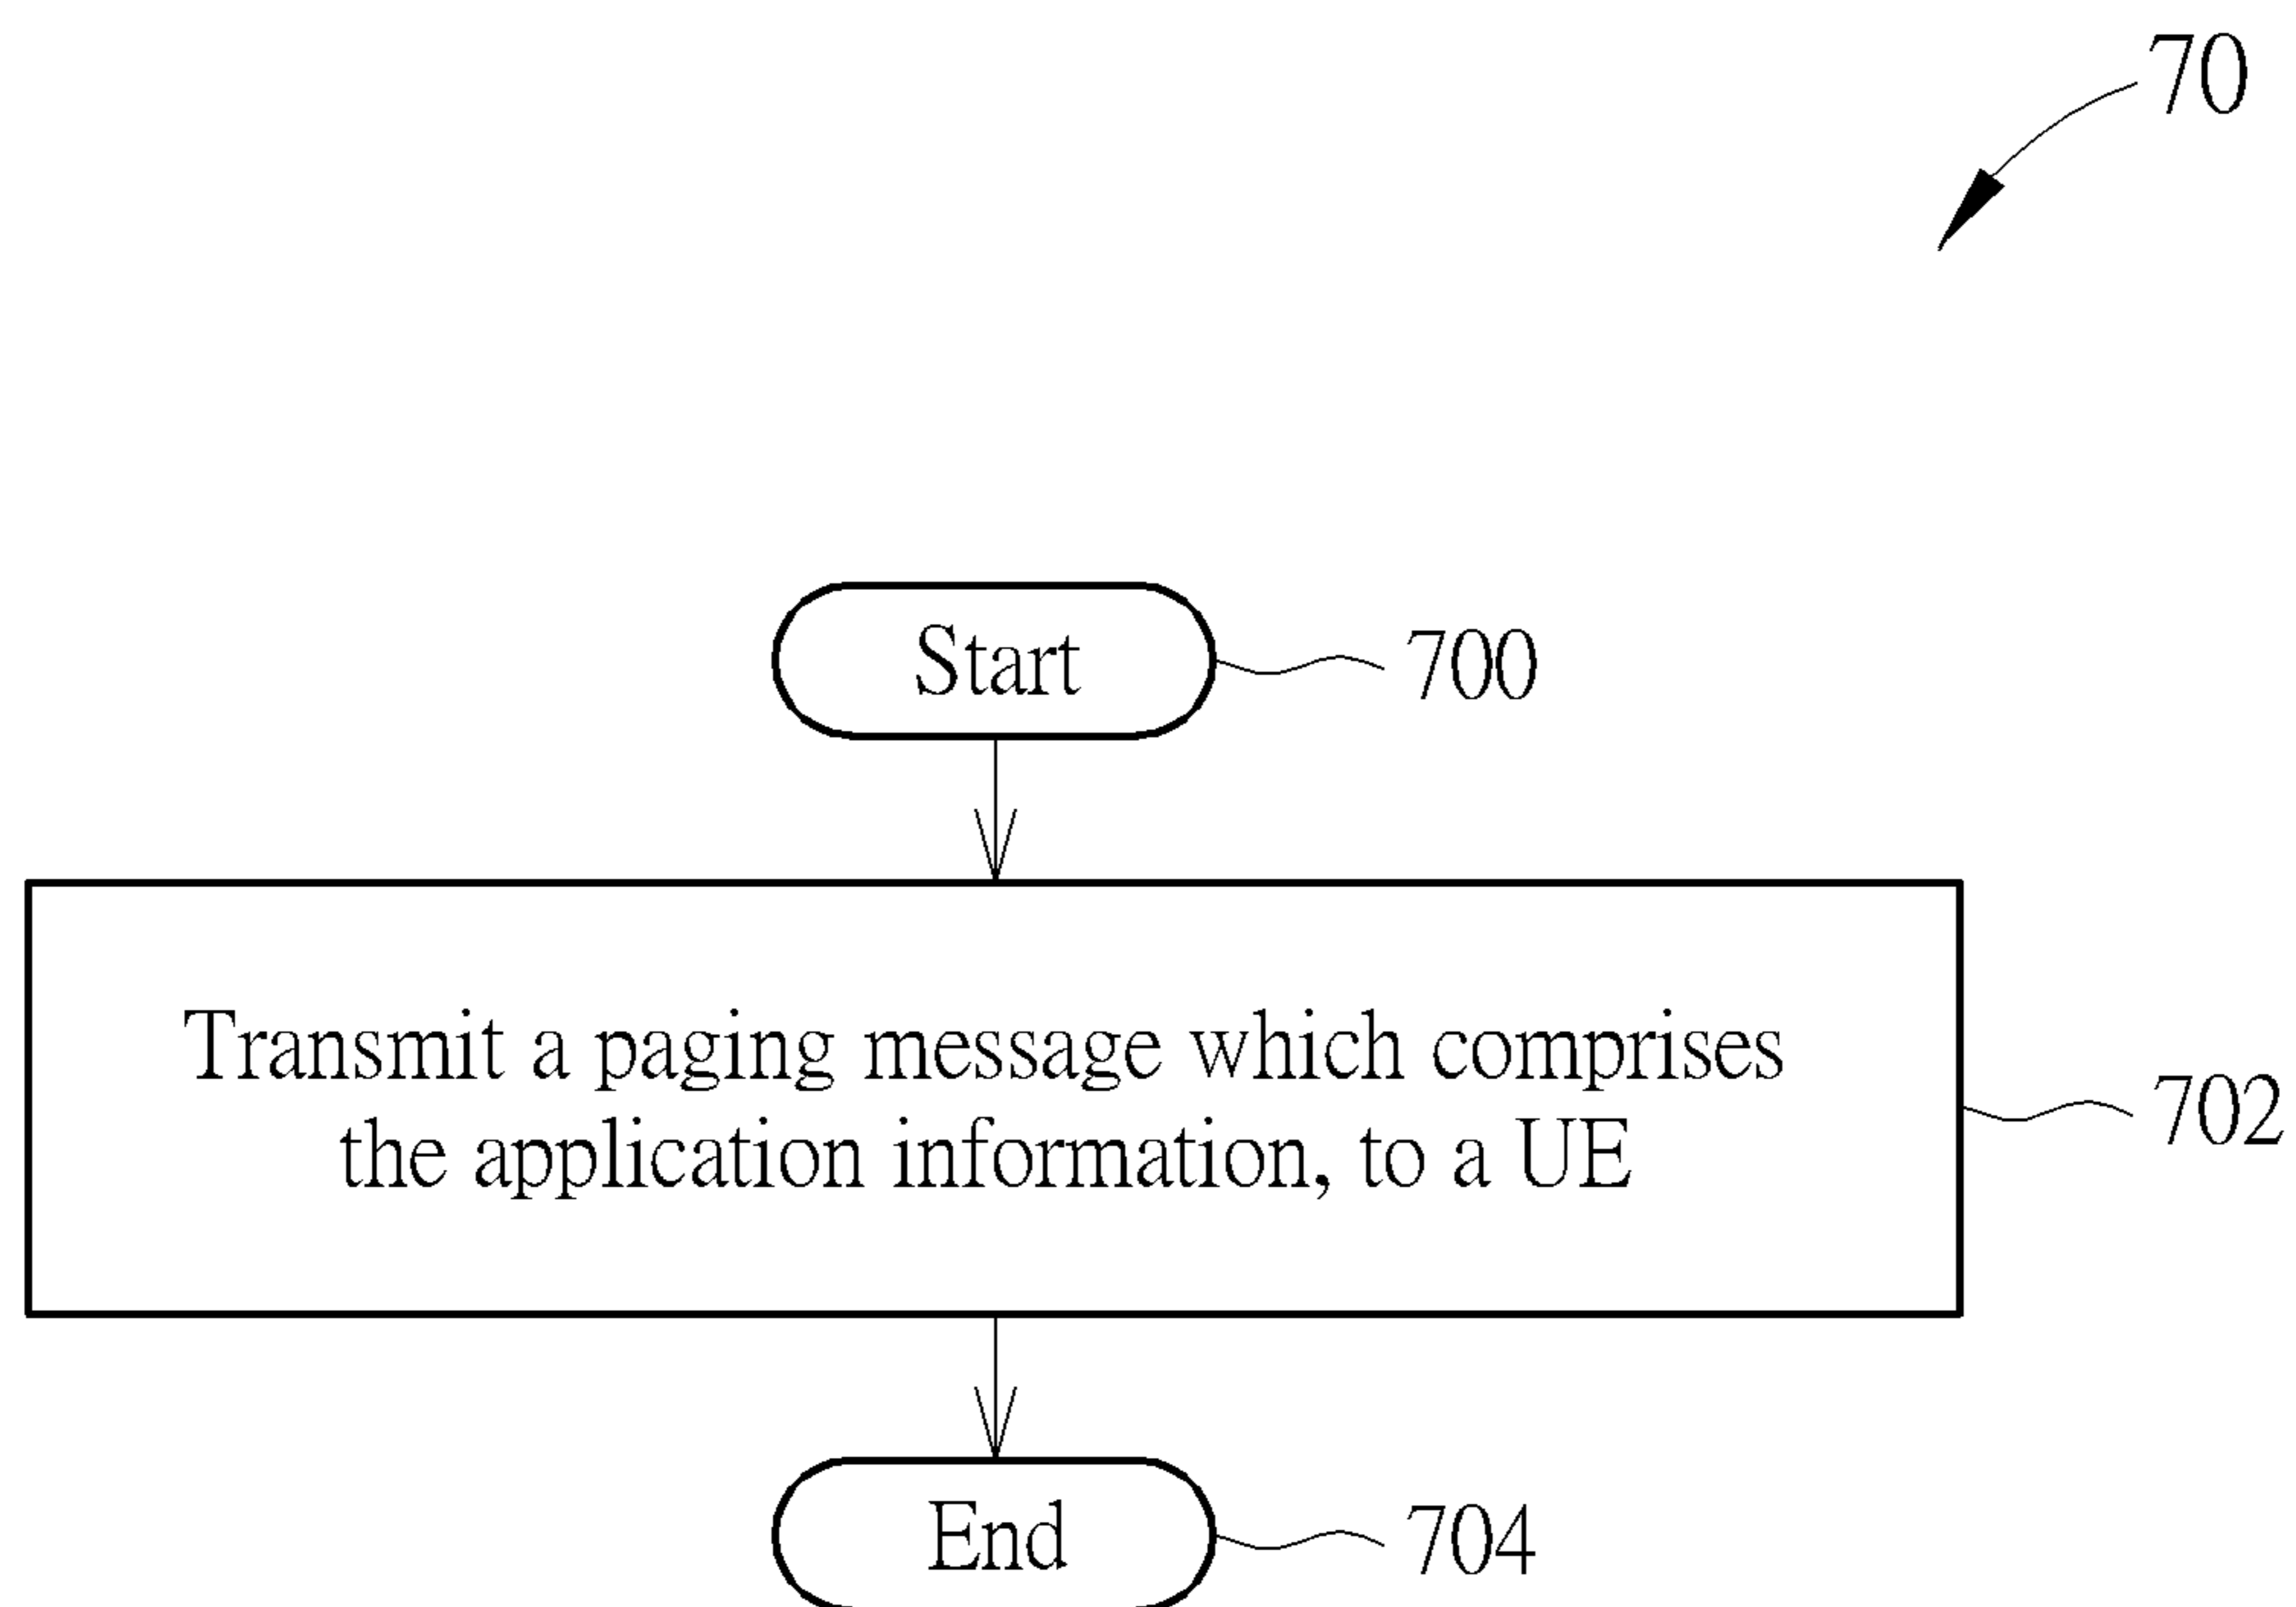 70
Start
700
Transmit a paging message which comprises
the application information, to a UE
702
End
704